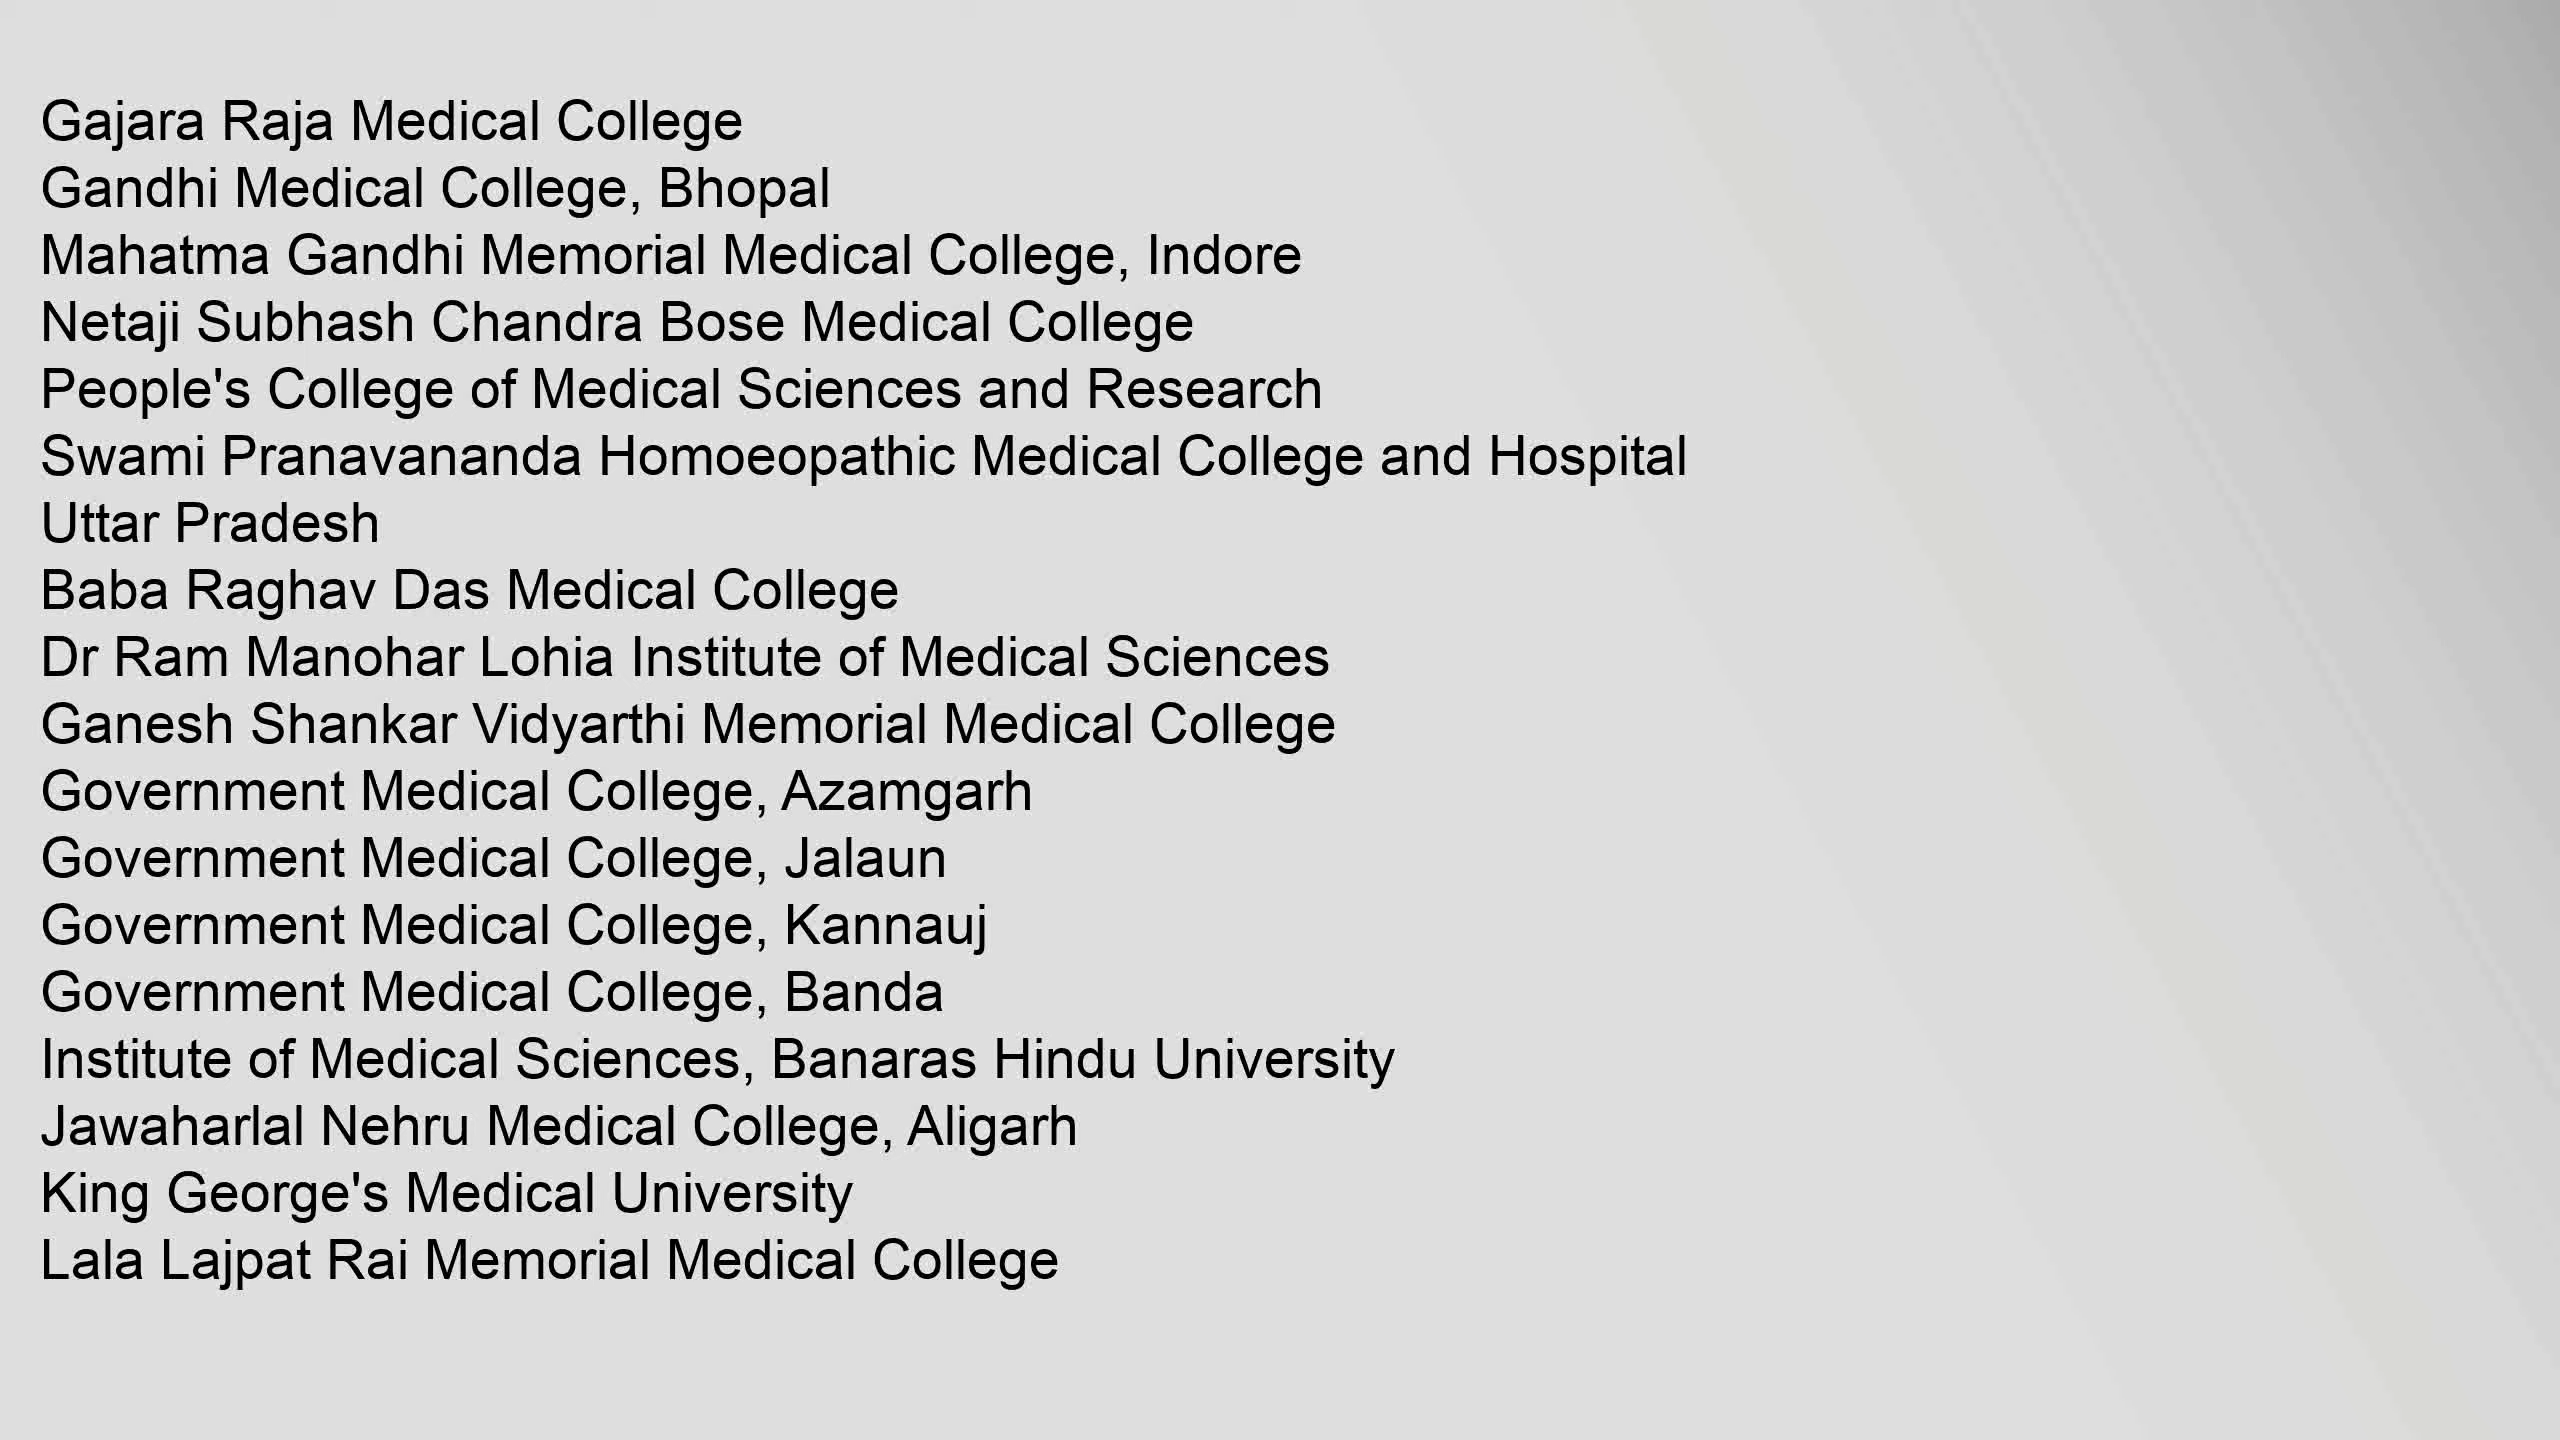 Gajara Raja Medical College
Gandhi Medical College, Bhopal
Mahatma Gandhi Memorial Medical College, Indore
Netaji Subhash Chandra Bose Medical College
People's College of Medical Sciences and Research
Swami Pranavananda Homoeopathic Medical College and Hospital
Uttar Pradesh
Baba Raghav Das Medical College
Dr Ram Manohar Lohia Institute of Medical Sciences
Ganesh Shankar Vidyarthi Memorial Medical College
Government Medical College, Azamgarh
Government Medical College, Jalaun
Government Medical College, Kannauj
Government Medical College, Banda
Institute of Medical Sciences, Banaras Hindu University
Jawaharlal Nehru Medical College, Aligarh
King George's Medical University
Lala Lajpat Rai Memorial Medical College